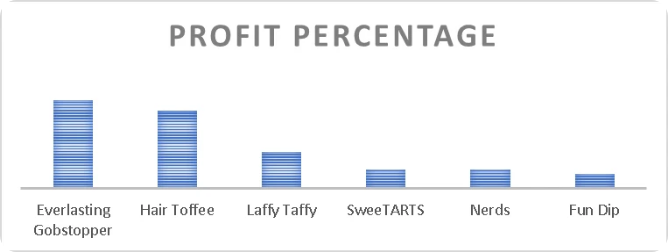 PROFIT PERCENTAGE
Everlasting Gobstopper
Hair Toffee
Laffy Taffy
SweeTARTS
Nerds
Fun Dip